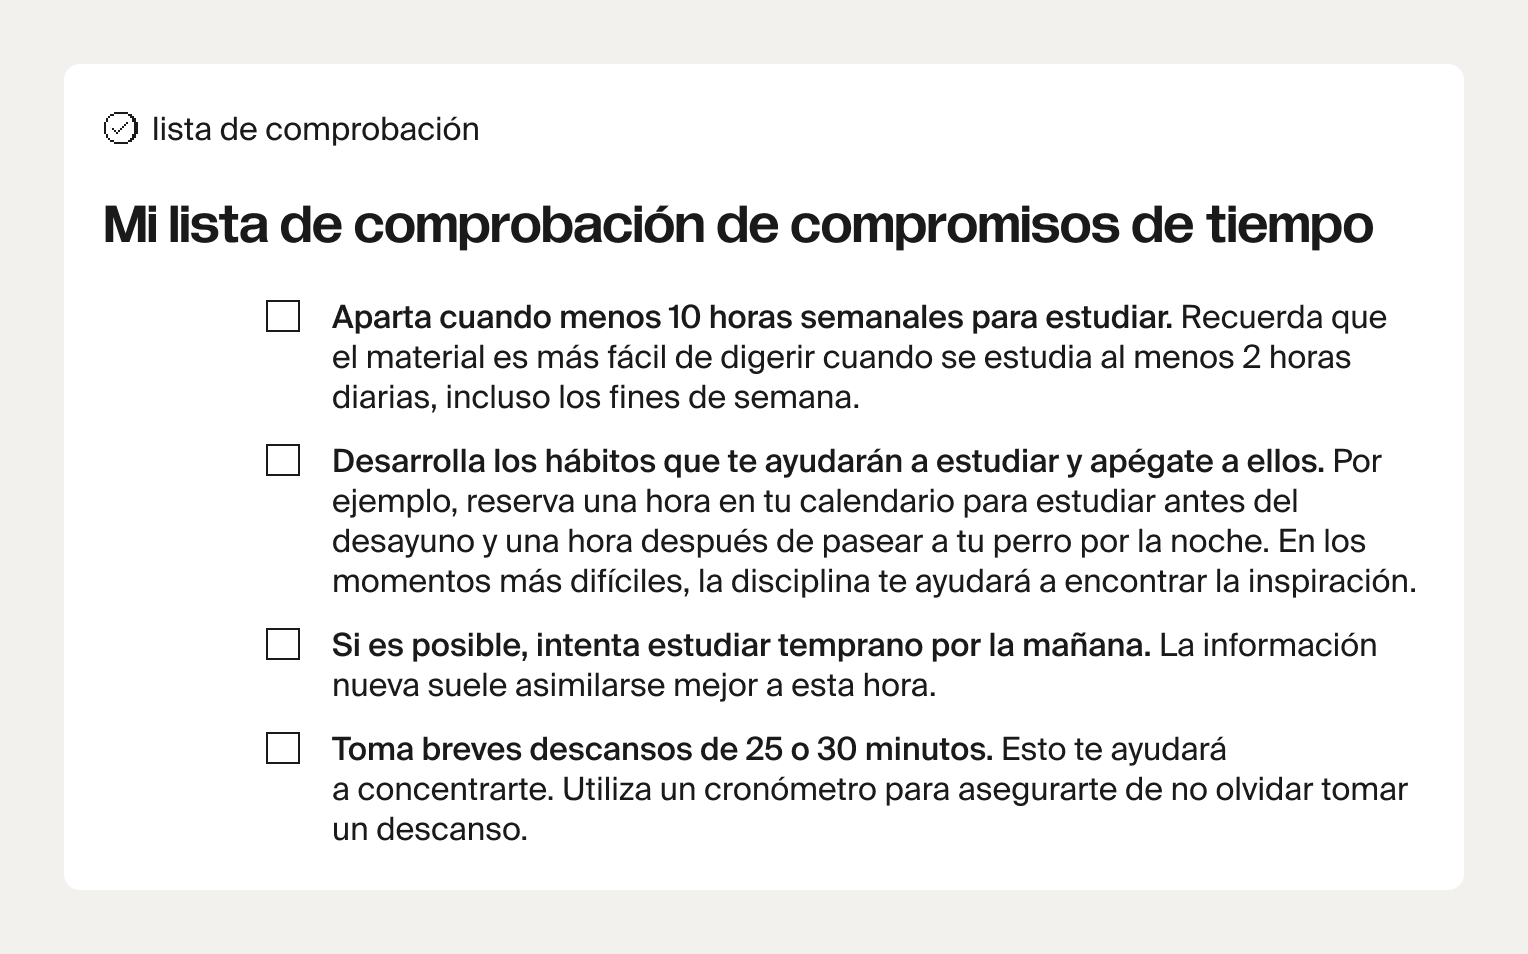 lista de comprobación
Mi lista de comprobación de compromisos de tiempo
Aparta cuando menos 10 horas semanales para estudiar. Recuerda que
el material es más fácil de digerir cuando se estudia al menos 2 horas
diarias, incluso los fines de semana.
Desarrolla los hábitos que te ayudarán a estudiar y apégate a ellos. Por
ejemplo, reserva una hora en tu calendario para estudiar antes del
desayuno y una hora después de pasear a tu perro por la noche. En los
momentos más difíciles, la disciplina te ayudará a encontrar la inspiración.
Si es posible, intenta estudiar temprano por la mañana. La información
nueva suele asimilarse mejor a esta hora.
Toma breves descansos de 25 o 30 minutos. Esto te ayudará
a concentrarte. Utiliza un cronómetro para asegurarte de no olvidar tomar
un descanso.